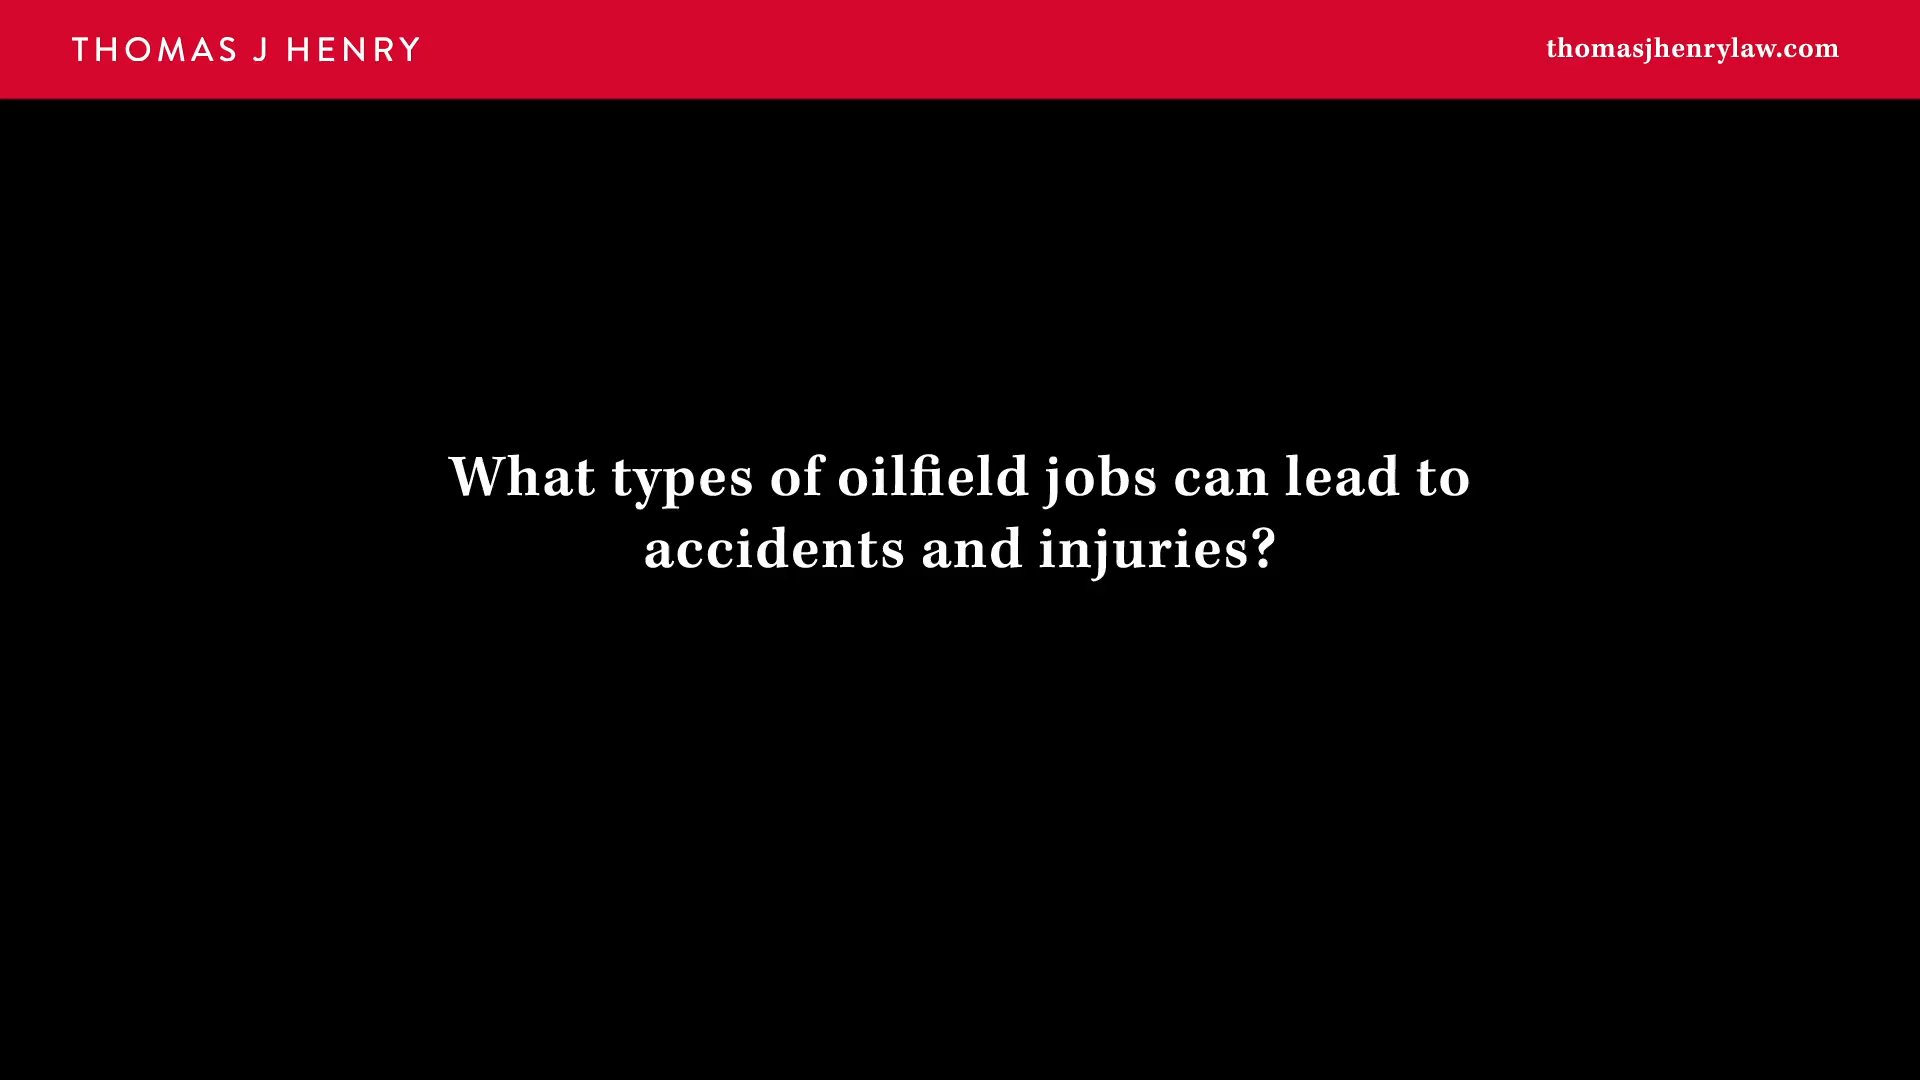 THOMAS J HENRY
thomasjhenrylaw.com
What types of oilfield jobs can lead to
accidents and injuries?